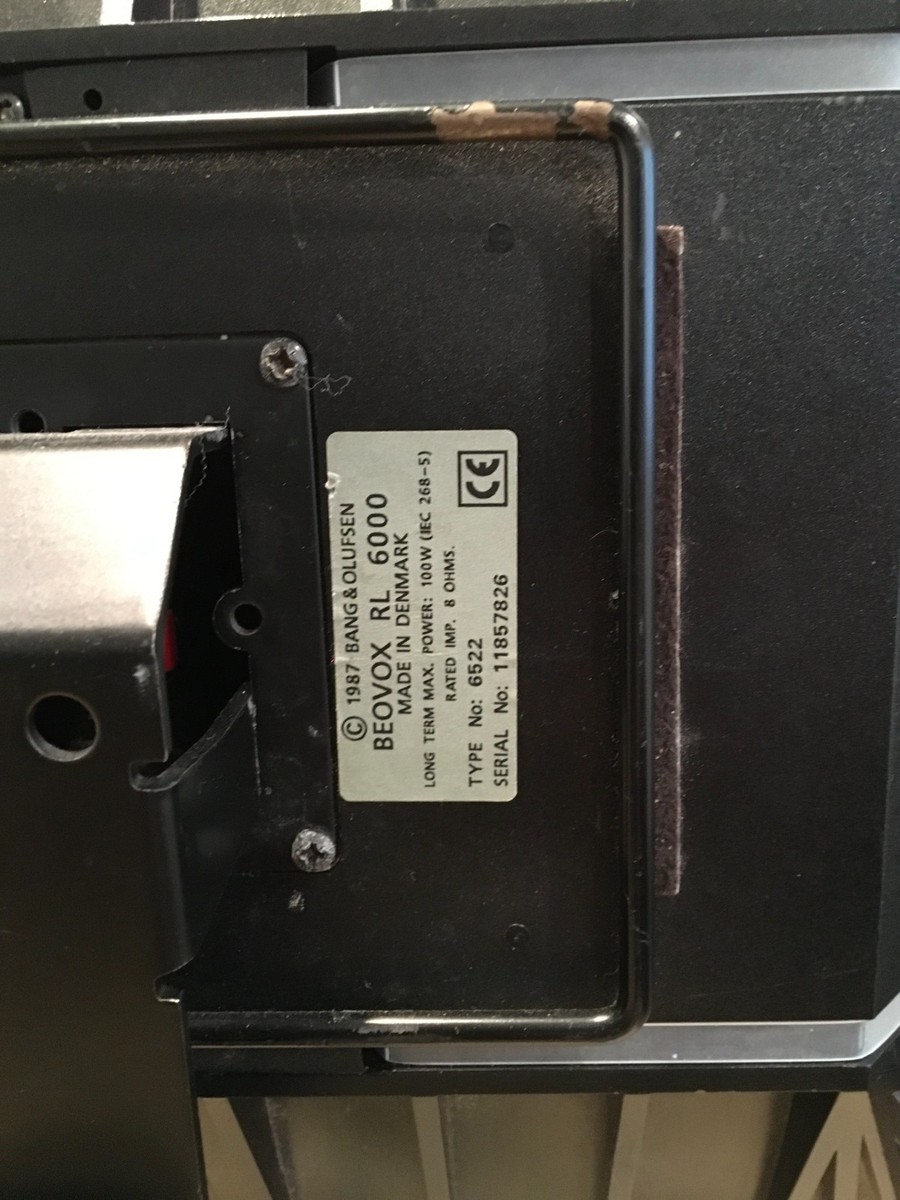 © 1987 BANG & OLUFSEN
BEOVOX RL 6000
MADE IN DENMARK
LONG TERM MAX. POWER: 100W (IEC 268-5)
RATED IMP. 8 OHMS.
TYPE No: 6522
SERIAL No: 11857826
CE